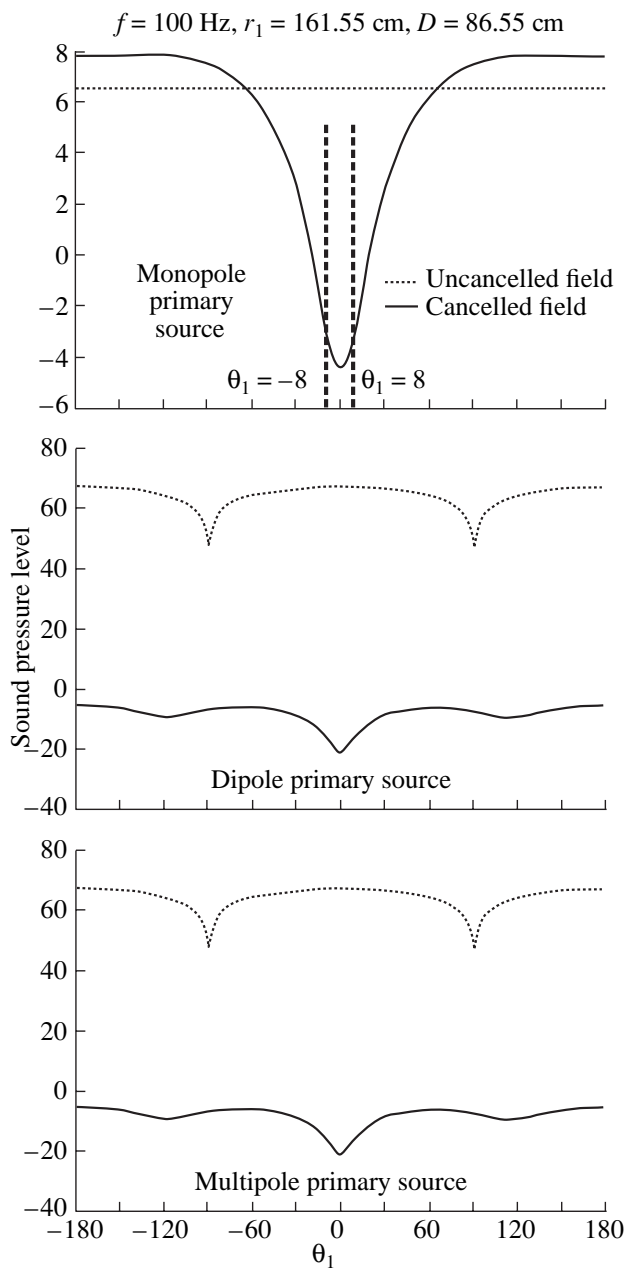 f = 100 Hz, r1 = 161.55 cm, D = 86.55 cm
8
6
4
2
0
−2
−4
−6
Monopole
primary
source
Uncancelled field
Cancelled field
θ1 = −8
θ1 = 8
Sound pressure level
80
60
40
20
0
−20
−40
Dipole primary source
80
60
40
20
0
−20
−40
Multipole primary source
−180 −120 −60 0 60 120 180
θ1